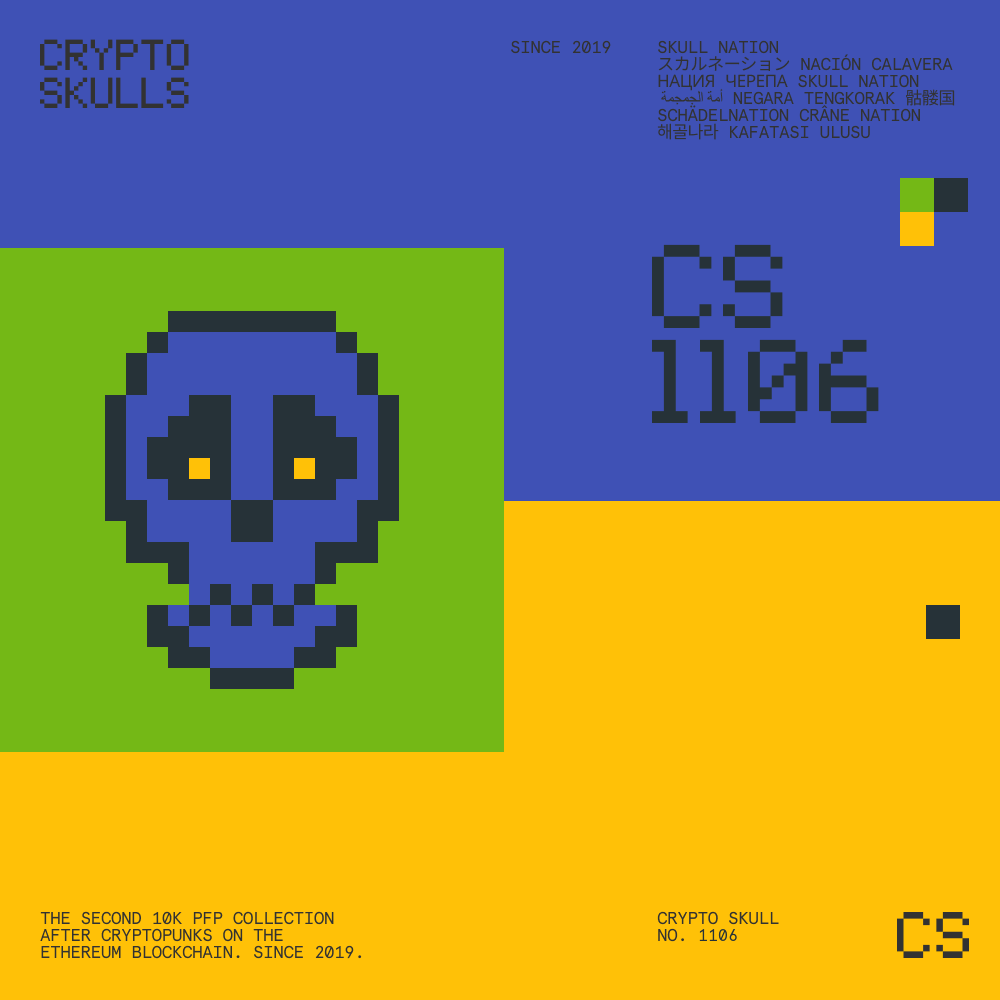 CRYPTO
SKULLS
SINCE 2019
SKULL NATION
スカルネーション NACIÓN CALAVERA
НАЦИЯ ЧЕРЕПА SKULL NATION
أمة الجمجمة NEGARA TENGKORAK 骷髅国
SCHÄDELNATION CRÂNE NATION
해골나라 KAFATASI ULUSU
CS
1106
THE SECOND 10K PFP COLLECTION
AFTER CRYPTOPUNKS ON THE
ETHEREUM BLOCKCHAIN. SINCE 2019.
CRYPTO SKULL
NO. 1106
CS